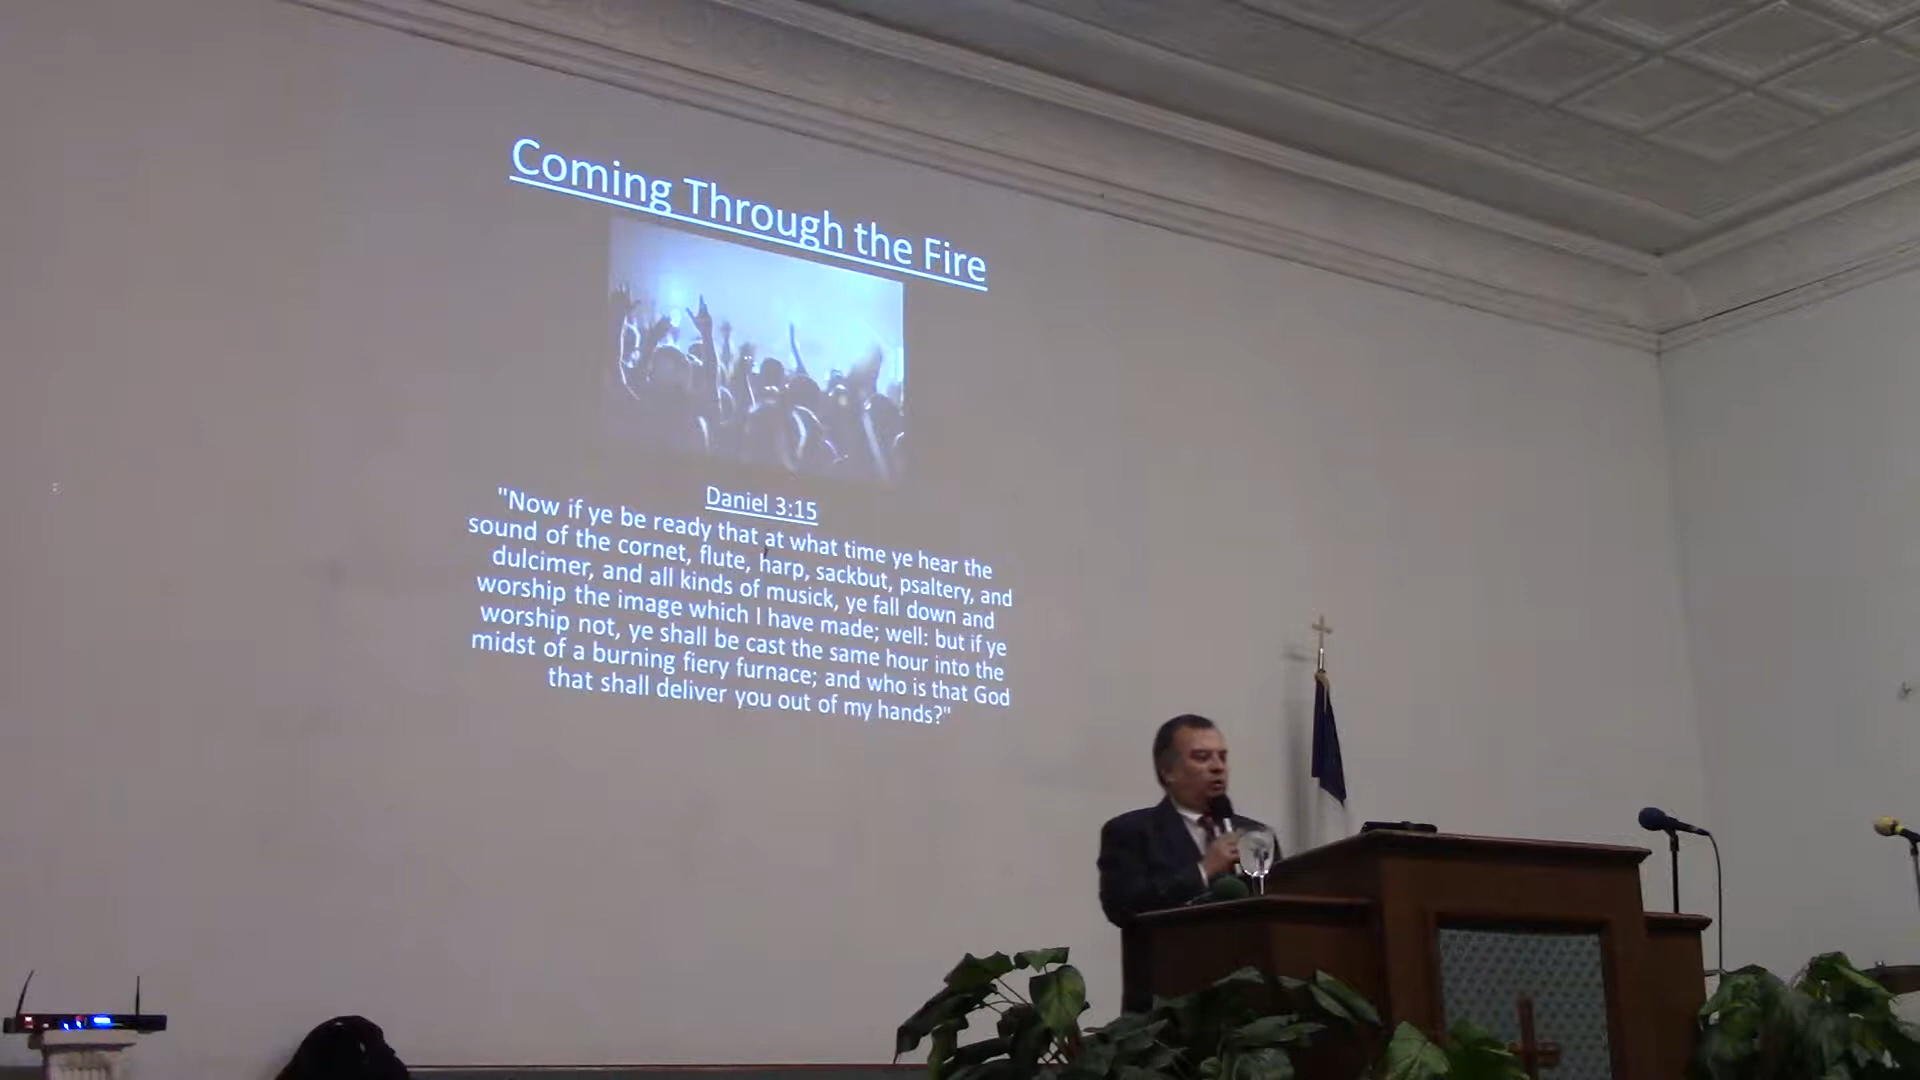 Coming Through the Fire
Daniel 3:15
"Now if ye be ready that at what time ye hear the
sound of the cornet, flute, harp, sackbut, psaltery, and
dulcimer, and all kinds of musick, ye fall down and
worship the image which I have made; well: but if ye
worship not, ye shall be cast the same hour into the
midst of a burning fiery furnace; and who is that God
that shall deliver you out of my hands?"